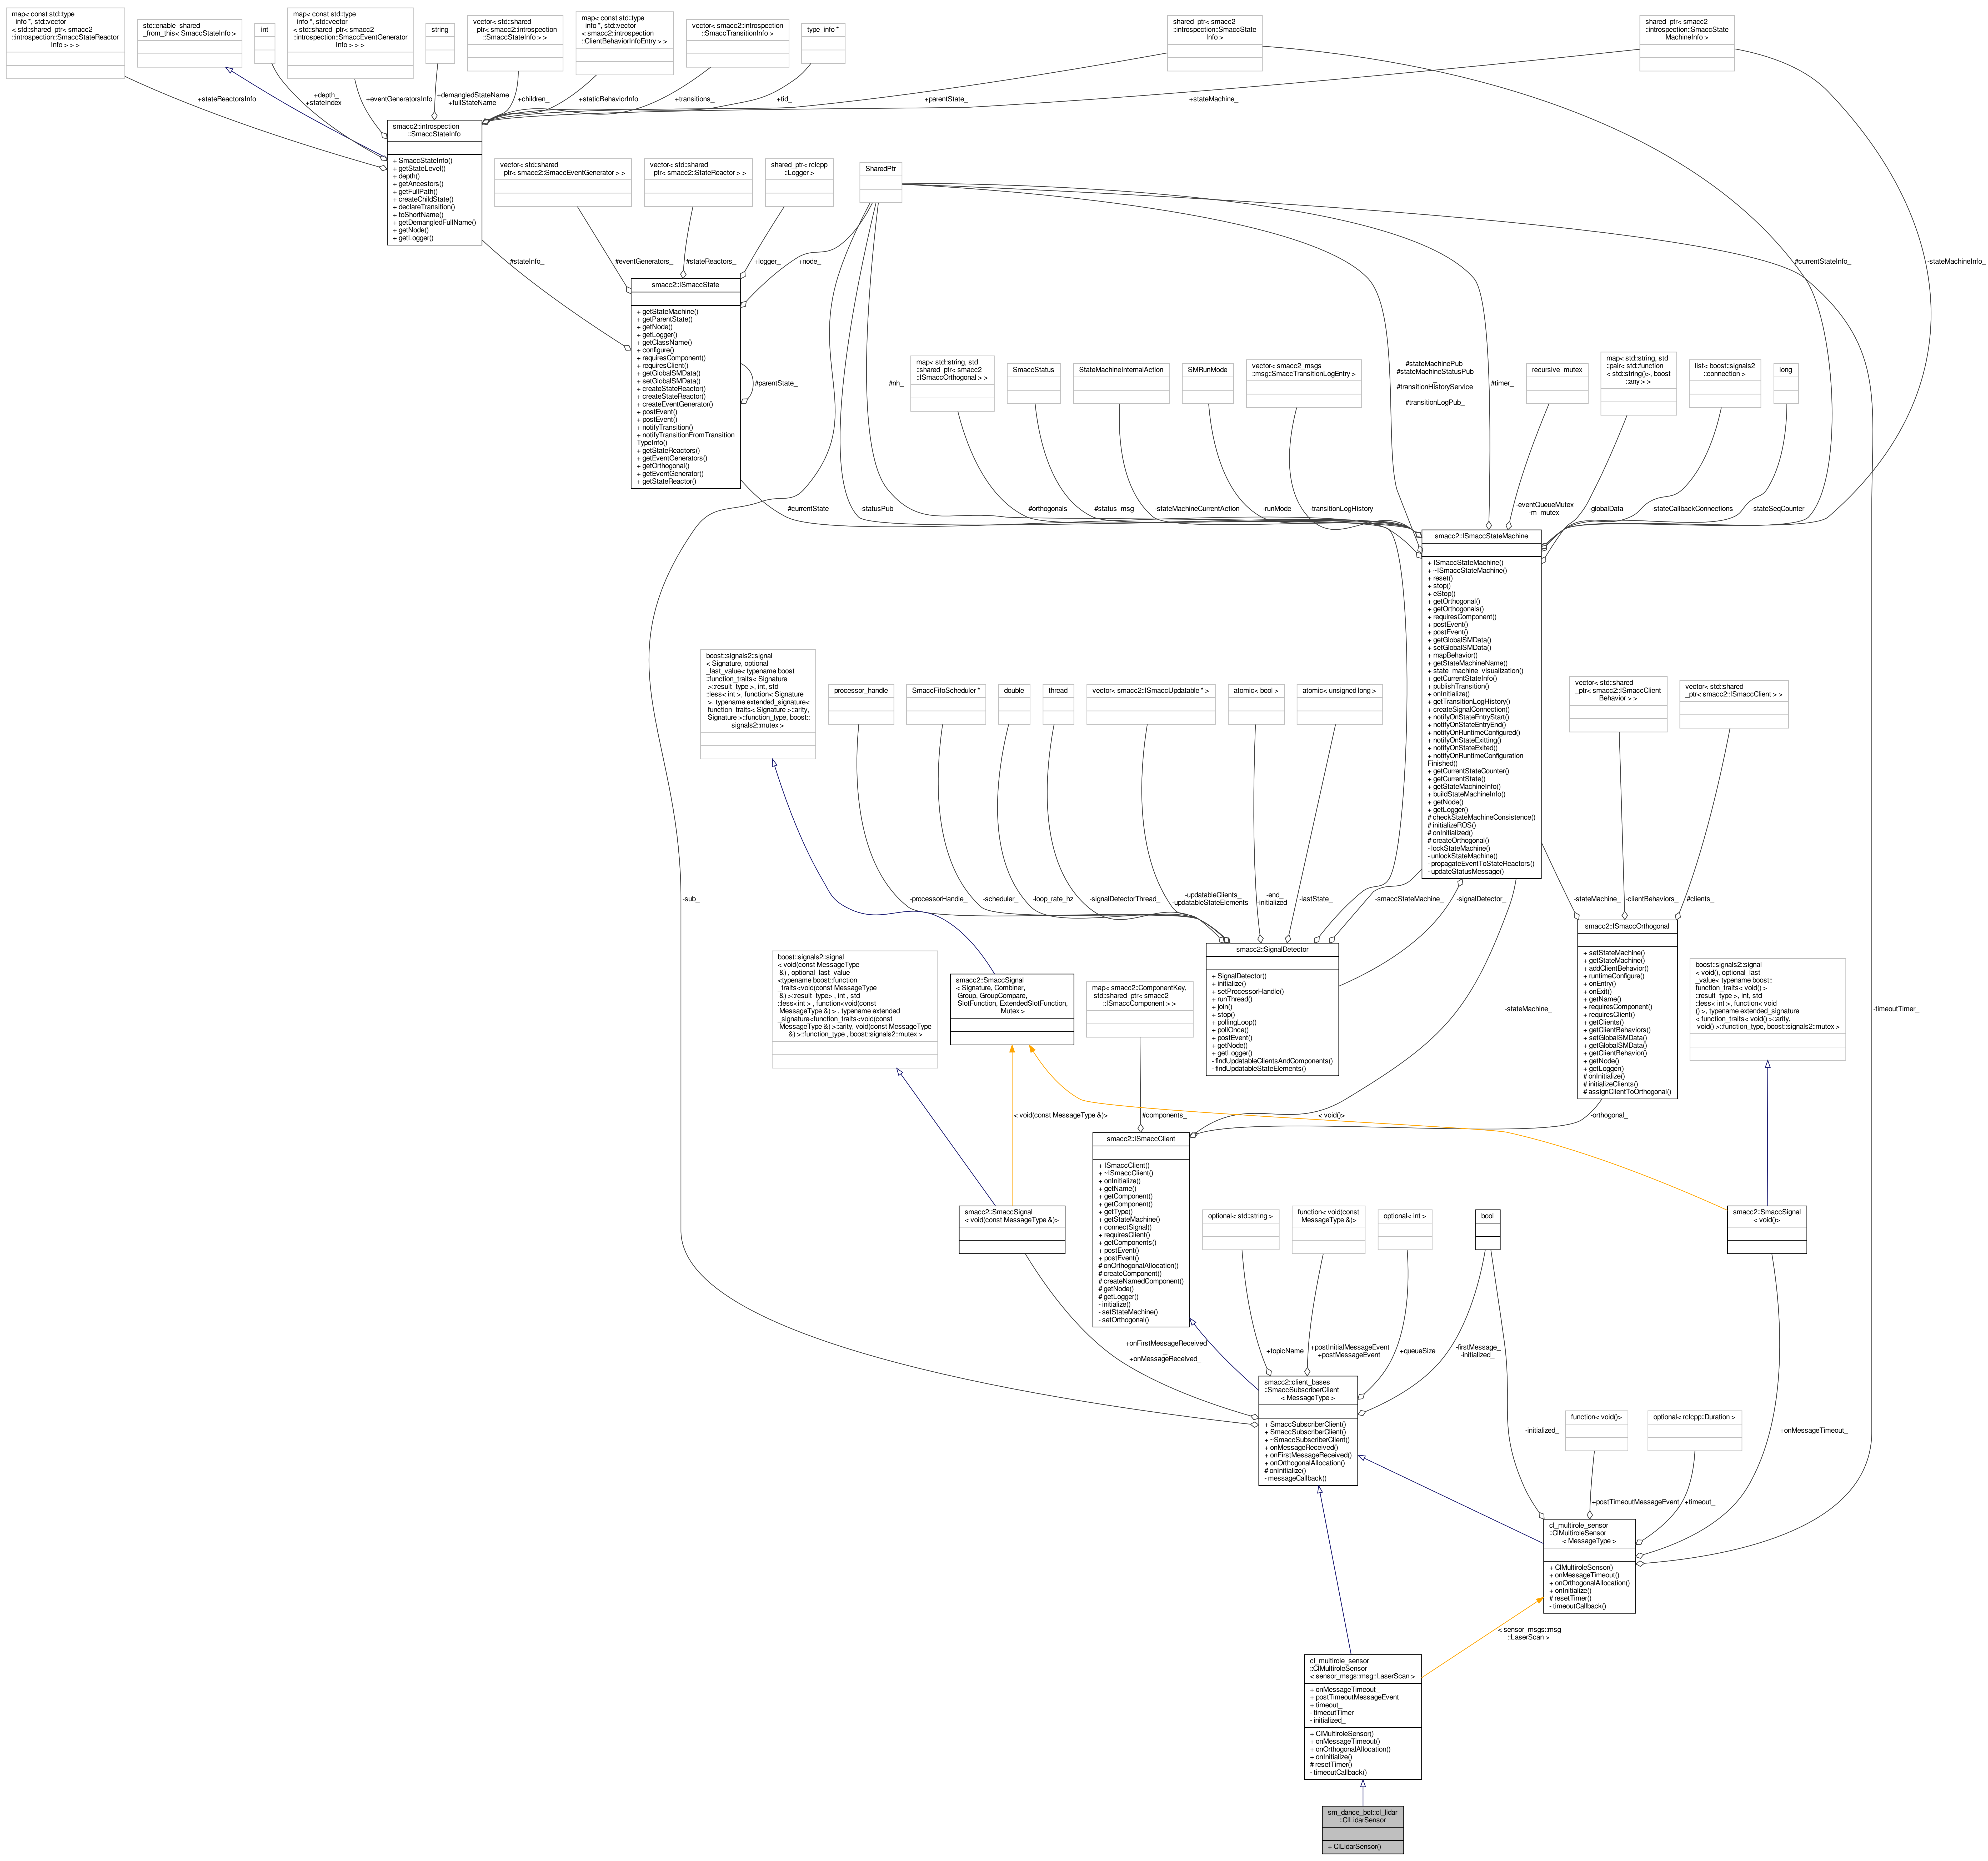 map< const std::type
_info *, std::vector
< std::shared_ptr< smacc2
::introspection::SmaccStateReactor
Info > > >
std::enable_shared
_from_this< SmaccStateInfo >
int
map< const std::type
_info *, std::vector
< std::shared_ptr< smacc2
::introspection::SmaccEventGenerator
Info > > >
string
vector< std::shared
_ptr< smacc2::introspection
::SmaccStateInfo > >
map< const std::type
_info *, std::vector
< smacc2::introspection
::ClientBehaviorInfoEntry > >
vector< smacc2::introspection
::SmaccTransitionInfo >
type_info *
shared_ptr< smacc2
::introspection::SmaccState
Info >
shared_ptr< smacc2
::introspection::SmaccState
MachineInfo >
+stateReactorsInfo
+depth_
+stateIndex_
+eventGeneratorsInfo
+demangledStateName
+fullStateName
+children_
+staticBehaviorInfo
+transitions_
+tid_
+parentState_
+stateMachine_
smacc2::introspection
::SmaccStateInfo
+ SmaccStateInfo()
+ getStateLevel()
+ depth()
+ getAncestors()
+ getFullPath()
+ createChildState()
+ declareTransition()
+ toShortName()
+ getDemangledFullName()
+ getNode()
+ getLogger()
vector< std::shared
_ptr< smacc2::SmaccEventGenerator > >
vector< std::shared
_ptr< smacc2::StateReactor > >
shared_ptr< rclcpp
::Logger >
SharedPtr
#stateInfo_
#eventGenerators_
#stateReactors_
+logger_
+node_
#currentStateInfo_
-stateMachineInfo_
smacc2::ISmaccState
+ getStateMachine()
+ getParentState()
+ getNode()
+ getLogger()
+ getClassName()
+ configure()
+ requiresComponent()
+ requiresClient()
+ getGlobalSMData()
+ setGlobalSMData()
+ createStateReactor()
+ createStateReactor()
+ createEventGenerator()
+ postEvent()
+ postEvent()
+ notifyTransition()
+ notifyTransitionFromTransition
TypeInfo()
+ getStateReactors()
+ getEventGenerators()
+ getOrthogonal()
+ getEventGenerator()
+ getStateReactor()
#parentState_
#nh_
map< std::string, std
::shared_ptr< smacc2
::ISmaccOrthogonal > >
SmaccStatus
StateMachineInternalAction
SMRunMode
vector< smacc2_msgs
::msg::SmaccTransitionLogEntry >
#stateMachinePub_
#stateMachineStatusPub
_
#transitionHistoryService
_
#transitionLogPub_
#timer_
recursive_mutex
map< std::string, std
::pair< std::function
< std::string()>, boost
::any > >
list< boost::signals2
::connection >
long
#currentState_
-statusPub_
#orthogonals_
#status_msg_
-stateMachineCurrentAction
-runMode_
-transitionLogHistory_
-eventQueueMutex_
-m_mutex_
-globalData_
-stateCallbackConnections
-stateSeqCounter_
smacc2::ISmaccStateMachine
+ ISmaccStateMachine()
+ ~ISmaccStateMachine()
+ reset()
+ stop()
+ eStop()
+ getOrthogonal()
+ getOrthogonals()
+ requiresComponent()
+ postEvent()
+ postEvent()
+ getGlobalSMData()
+ setGlobalSMData()
+ mapBehavior()
+ getStateMachineName()
+ state_machine_visualization()
+ getCurrentStateInfo()
+ publishTransition()
+ onInitialize()
+ getTransitionLogHistory()
+ createSignalConnection()
+ notifyOnStateEntryStart()
+ notifyOnStateEntryEnd()
+ notifyOnRuntimeConfigured()
+ notifyOnStateExitting()
+ notifyOnStateExited()
+ notifyOnRuntimeConfiguration
Finished()
+ getCurrentStateCounter()
+ getCurrentState()
+ getStateMachineInfo()
+ buildStateMachineInfo()
+ getNode()
+ getLogger()
# checkStateMachineConsistence()
# initializeROS()
# onInitialized()
# createOrthogonal()
- lockStateMachine()
- unlockStateMachine()
- propagateEventToStateReactors()
- updateStatusMessage()
boost::signals2::signal
< Signature, optional
_last_value< typename boost
::function_traits< Signature
>::result_type >, int, std
::less< int >, function< Signature
>, typename extended_signature<
function_traits< Signature >::arity,
Signature >::function_type, boost::
signals2::mutex >
processor_handle
SmaccFifoScheduler *
double
thread
vector< smacc2::ISmaccUpdatable * >
atomic< bool >
atomic< unsigned long >
vector< std::shared
_ptr< smacc2::ISmaccClient
Behavior > >
vector< std::shared
_ptr< smacc2::ISmaccClient > >
-sub_
-processorHandle_
-scheduler_
-loop_rate_hz
-signalDetectorThread_
-updatableClients_
-updatableStateElements_
-end_
-initialized_
-lastState_
-smaccStateMachine_
-signalDetector_
-stateMachine_
-clientBehaviors_
#clients_
boost::signals2::signal
< void(const MessageType
&) , optional_last_value
<typename boost::function
_traits<void(const MessageType
&) >::result_type> , int , std
::less<int > , function<void(const
MessageType &) > , typename extended
_signature<function_traits<void(const
MessageType &) >::arity, void(const MessageType
&) >::function_type , boost::signals2::mutex >
smacc2::SmaccSignal
< Signature, Combiner,
Group, GroupCompare,
SlotFunction, ExtendedSlotFunction,
Mutex >
map< smacc2::ComponentKey,
std::shared_ptr< smacc2
::ISmaccComponent > >
smacc2::SignalDetector
+ SignalDetector()
+ initialize()
+ setProcessorHandle()
+ runThread()
+ join()
+ stop()
+ pollingLoop()
+ pollOnce()
+ postEvent()
+ getNode()
+ getLogger()
- findUpdatableClientsAndComponents()
- findUpdatableStateElements()
-stateMachine_
smacc2::ISmaccOrthogonal
+ setStateMachine()
+ getStateMachine()
+ addClientBehavior()
+ runtimeConfigure()
+ onEntry()
+ onExit()
+ getName()
+ requiresComponent()
+ requiresClient()
+ getClients()
+ getClientBehaviors()
+ setGlobalSMData()
+ getGlobalSMData()
+ getClientBehavior()
+ getNode()
+ getLogger()
# onInitialize()
# initializeClients()
# assignClientToOrthogonal()
boost::signals2::signal
< void(), optional_last
_value< typename boost::
function_traits< void() >
::result_type >, int, std
::less< int >, function< void
() >, typename extended_signature
< function_traits< void() >::arity,
void() >::function_type, boost::signals2::mutex >
-timeoutTimer_
< void(const MessageType &)>
#components_
< void()>
-orthogonal_
smacc2::ISmaccClient
+ ISmaccClient()
+ ~ISmaccClient()
+ onInitialize()
+ getName()
+ getComponent()
+ getComponent()
+ getType()
+ getStateMachine()
+ connectSignal()
+ requiresClient()
+ getComponents()
+ postEvent()
+ postEvent()
# onOrthogonalAllocation()
# createComponent()
# createNamedComponent()
# getNode()
# getLogger()
- initialize()
- setStateMachine()
- setOrthogonal()
smacc2::SmaccSignal
< void(const MessageType &)>
optional< std::string >
function< void(const
MessageType &)>
optional< int >
bool
smacc2::SmaccSignal
< void()>
+onFirstMessageReceived
_
+onMessageReceived_
+topicName
+postInitialMessageEvent
+postMessageEvent
+queueSize
-firstMessage_
-initialized_
smacc2::client_bases
::SmaccSubscriberClient
< MessageType >
+ SmaccSubscriberClient()
+ SmaccSubscriberClient()
+ ~SmaccSubscriberClient()
+ onMessageReceived()
+ onFirstMessageReceived()
+ onOrthogonalAllocation()
# onInitialize()
- messageCallback()
-initialized_
function< void()>
optional< rclcpp::Duration >
+onMessageTimeout_
+postTimeoutMessageEvent
+timeout_
cl_multirole_sensor
::ClMultiroleSensor
< MessageType >
+ ClMultiroleSensor()
+ onMessageTimeout()
+ onOrthogonalAllocation()
+ onInitialize()
# resetTimer()
- timeoutCallback()
< sensor_msgs::msg
::LaserScan >
cl_multirole_sensor
::ClMultiroleSensor
< sensor_msgs::msg::LaserScan >
+ onMessageTimeout_
+ postTimeoutMessageEvent
+ timeout_
- timeoutTimer_
- initialized_
+ ClMultiroleSensor()
+ onMessageTimeout()
+ onOrthogonalAllocation()
+ onInitialize()
# resetTimer()
- timeoutCallback()
sm_dance_bot::cl_lidar
::ClLidarSensor
+ ClLidarSensor()